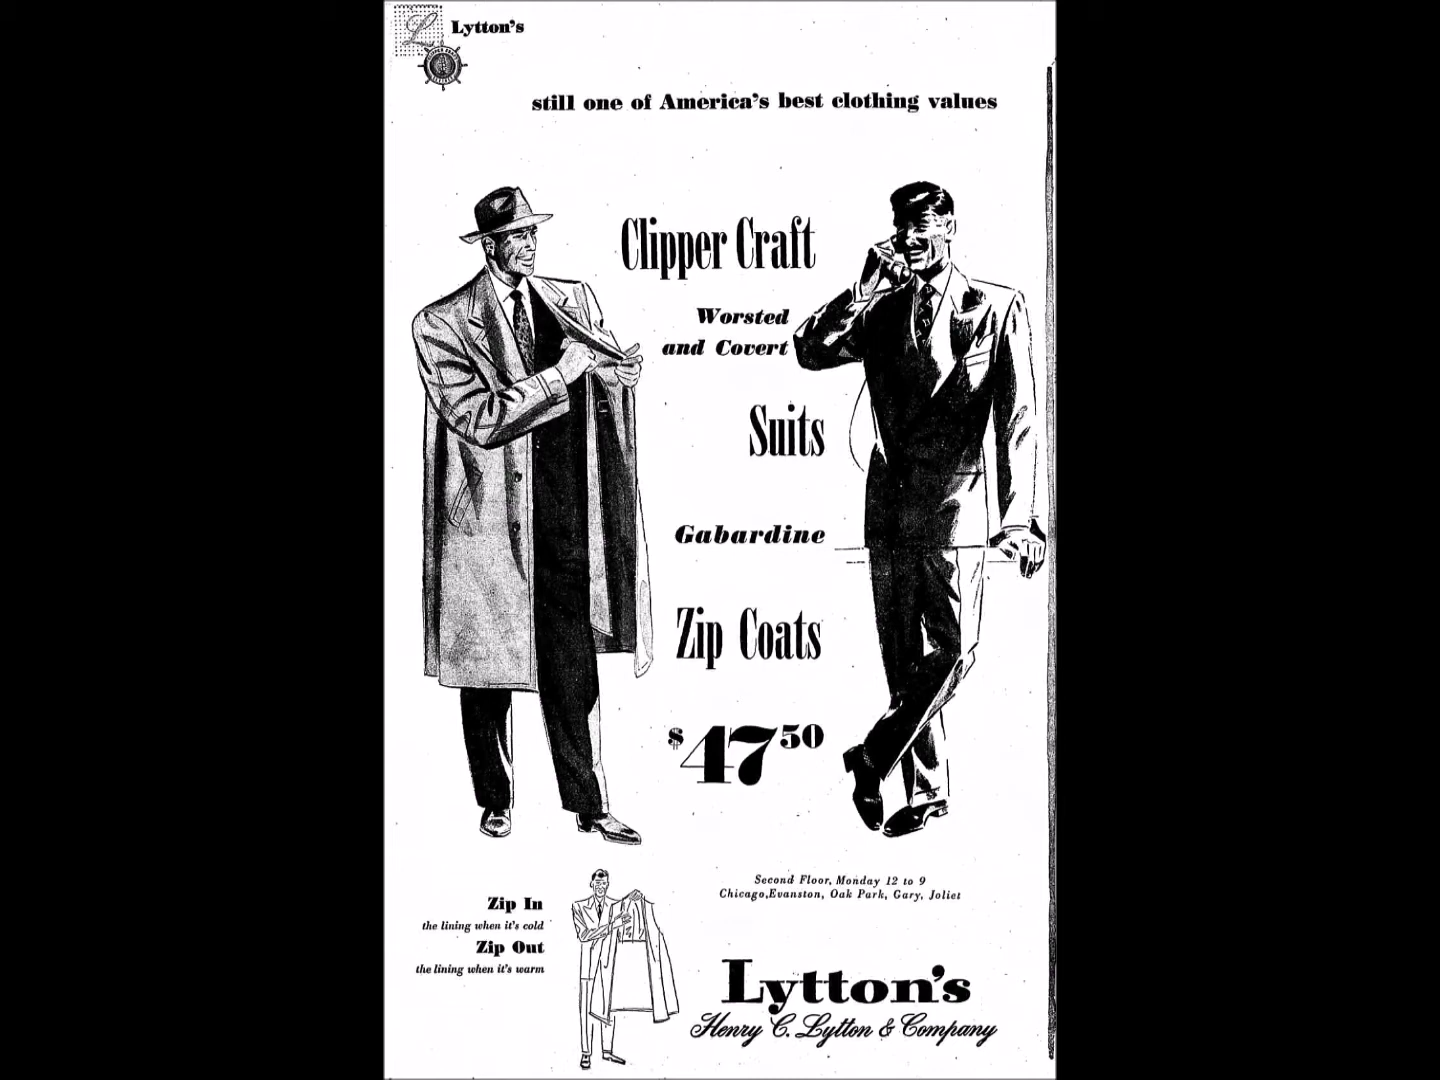 Lytton's
still one of America's best clothing values
Clipper Craft
Worsted
and Covert
Suits
Gabardine
Zip Coats
$47 50
Second Floor, Monday 12 to 9
Chicago,Evanston, Oak Park, Gary, Joliet
Zip In
the lining when it's cold
Zip Out
the lining when it's warm
Lytton's
Henry C. Lytton & Company